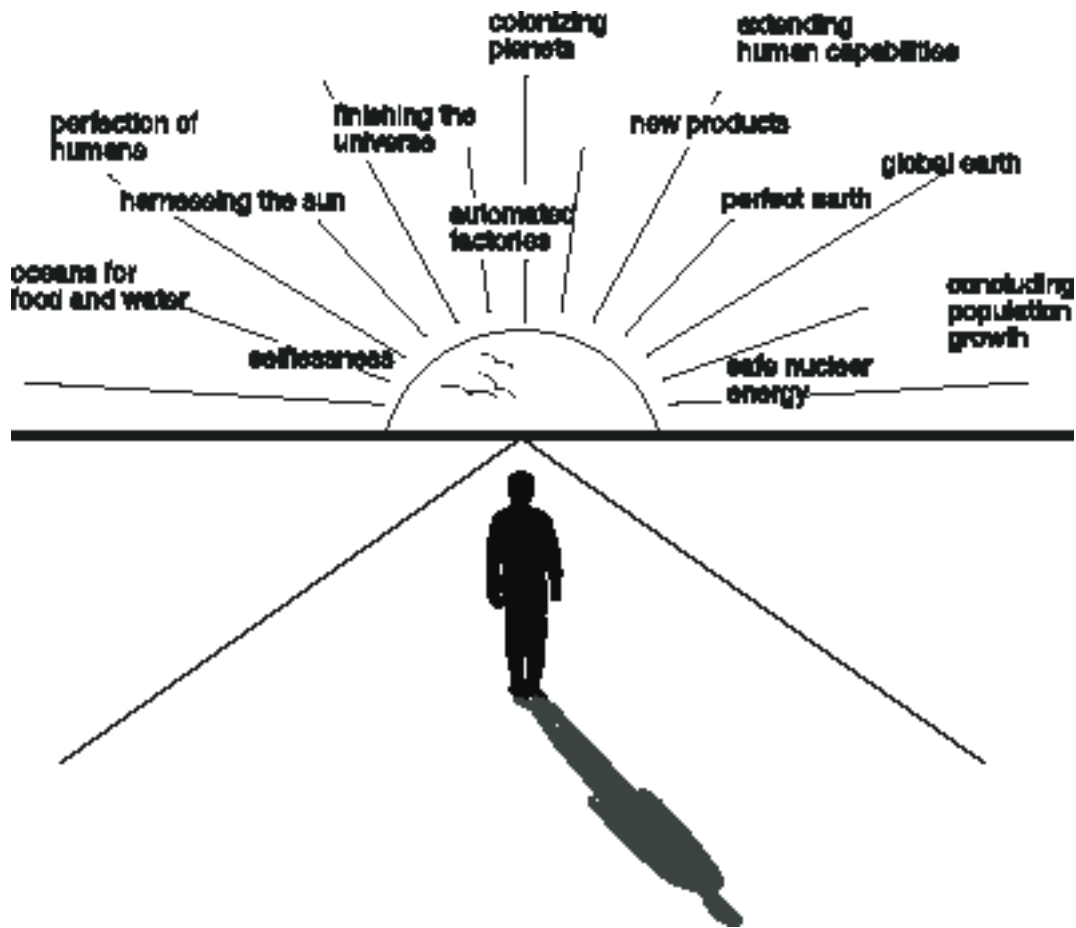 colonizing
planets
extending
human capabilities
perfection of
humans
finishing the
universe
new products
global earth
harnessing the sun
perfect earth
automated
factories
oceans for
food and water
concluding
population
growth
selflessness
safe nuclear
energy